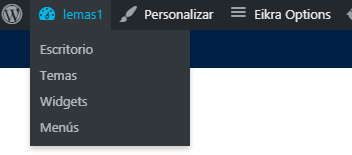 lemas1 Personalizar Eikra Options
Escritorio
Temas
Widgets
Menús